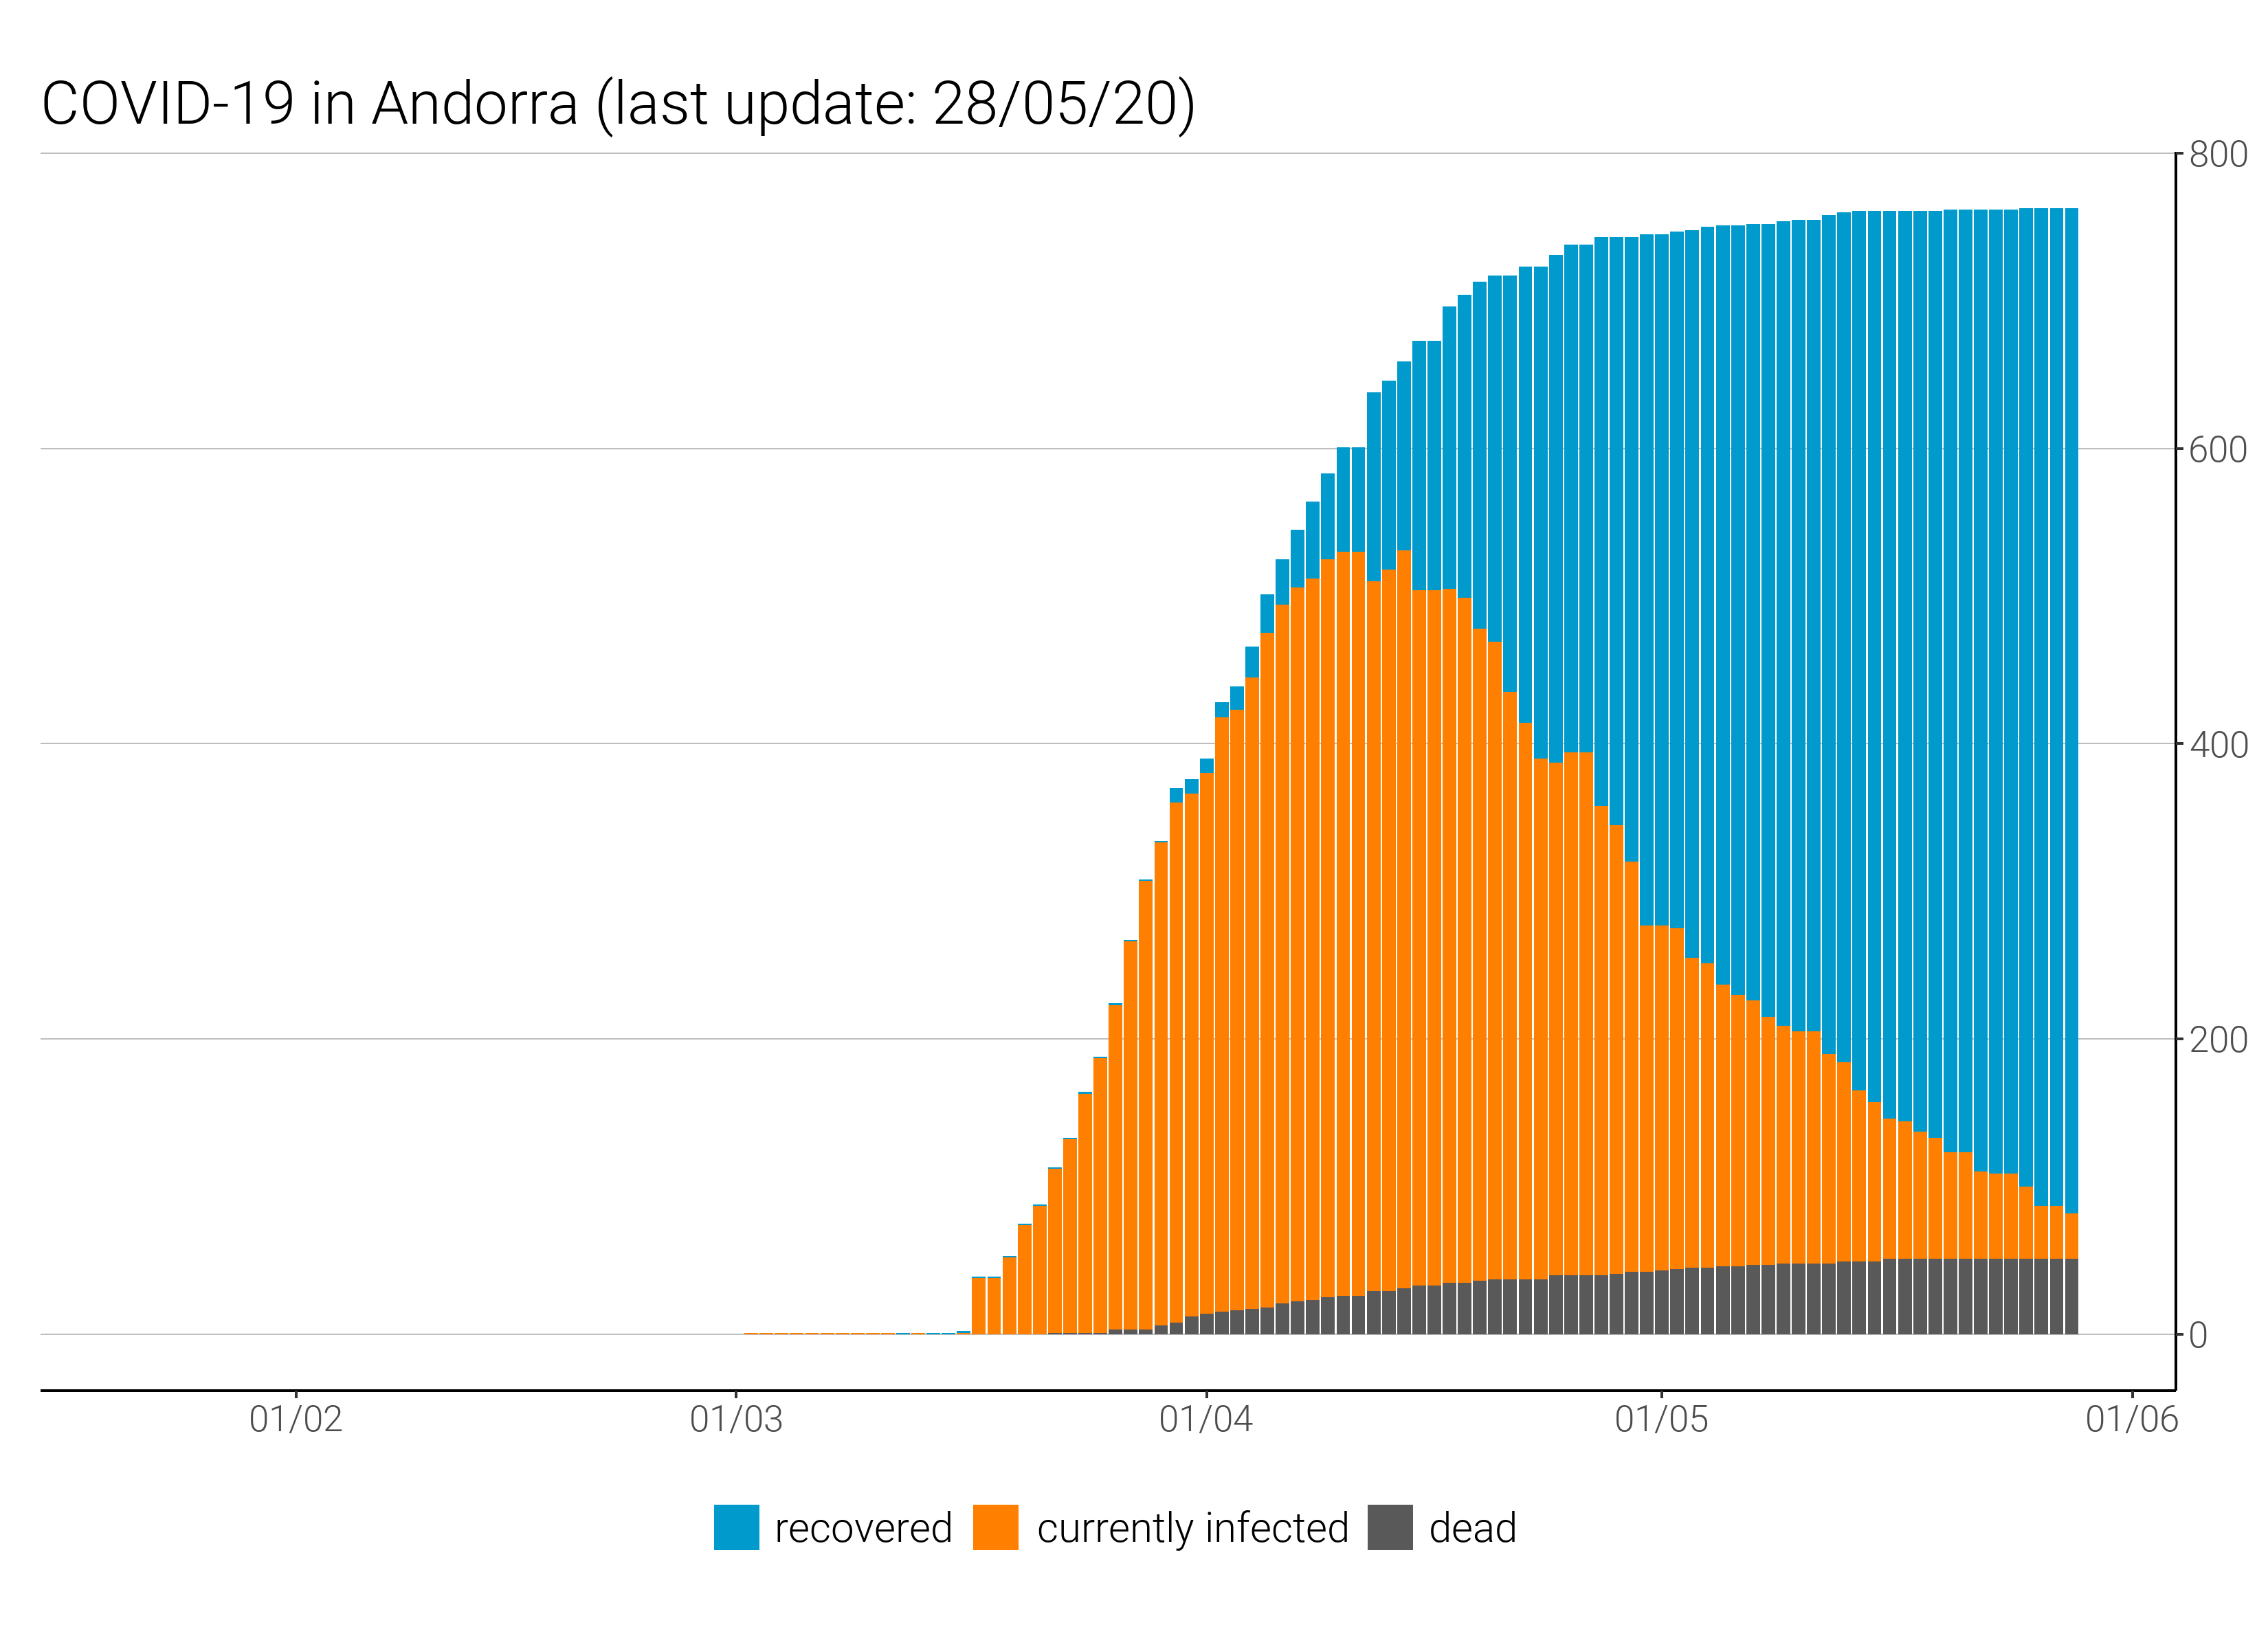 COVID-19 in Andorra (last update: 28/05/20)
800
600
400
200
0
01/02 01/03 01/04 01/05 01/06
recovered currently infected dead